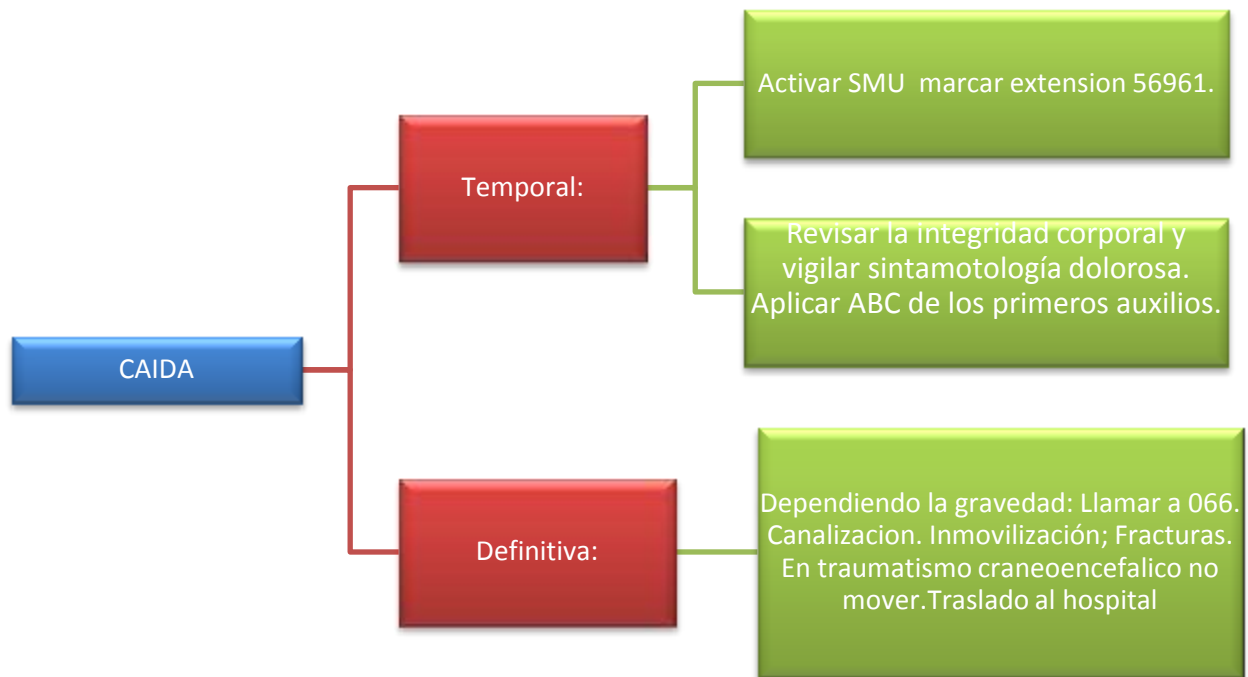 CAIDA
Temporal:
Activar SMU  marcar extension 56961.
Revisar la integridad corporal y
vigilar sintamotología dolorosa.
Aplicar ABC de los primeros auxilios.
Definitiva:
Dependiendo la gravedad: Llamar a 066.
Canalizacion. Inmovilización; Fracturas.
En traumatismo craneoencefalico no
mover.Traslado al hospital